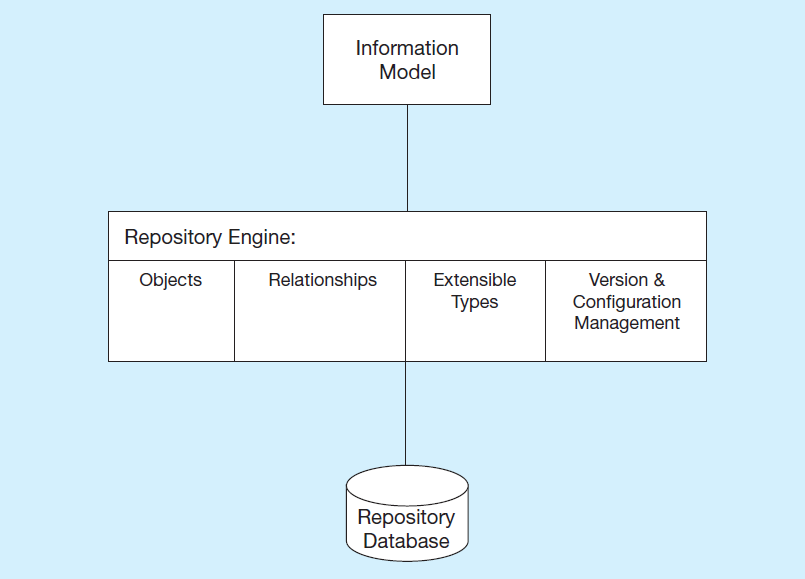 Information
Model
Repository Engine:
Objects
Relationships
Extensible
Types
Version &
Configuration
Management
Repository
Database